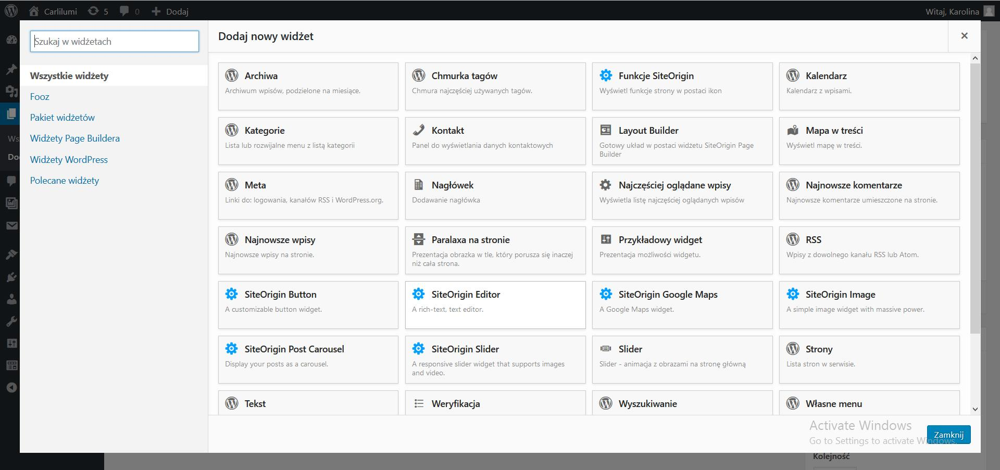 Carlilumi 5 0 Dodaj Witaj, Karolina
Szukaj w widżetach
Wszystkie widżety
Fooz
Pakiet widżetów
Widżety Page Buildera
Widżety WordPress
Polecane widżety
Dodaj nowy widżet
Archiwa
Archiwum wpisów, podzielone na miesiące.
Chmurka tagów
Chmura najczęściej używanych tagów.
Funkcje SiteOrigin
Wyświetl funkcje strony w postaci ikon
Kalendarz
Kalendarz z wpisami.
Kategorie
Lista lub rozwijalne menu z listą kategorii
Kontakt
Panel do wyświetlania danych kontaktowych
Layout Builder
Gotowy układ w postaci widżetu SiteOrigin Page
Builder
Mapa w treści
Wyświetl mapę w treści.
Meta
Linki do: logowania, kanałów RSS i WordPress.org.
Nagłówek
Dodawanie nagłówka
Najczęściej oglądane wpisy
Wyświetla listę najczęściej oglądanych wpisów
Najnowsze komentarze
Najnowsze komentarze umieszczone na stronie.
Najnowsze wpisy
Najnowsze wpisy na stronie.
Paralaxa na stronie
Prezentacja obrazka w tle, który porusza się inaczej
niż cała strona.
Przykładowy widget
Prezentacja możliwości widgetu.
RSS
Wpisy z dowolnego kanału RSS lub Atom.
SiteOrigin Button
A customizable button widget.
SiteOrigin Editor
A rich-text, text editor.
SiteOrigin Google Maps
A Google Maps widget.
SiteOrigin Image
A simple image widget with massive power.
SiteOrigin Post Carousel
Display your posts as a carousel.
SiteOrigin Slider
A responsive slider widget that supports images
and video.
Slider
Slider - animacja z obrazami na stronę główną
Strony
Lista stron w serwisie.
Tekst
Weryfikacja
Wyszukiwanie
Własne menu
Activate Windows
Go to Settings to activate Windows.
Zamknij
Kolejność